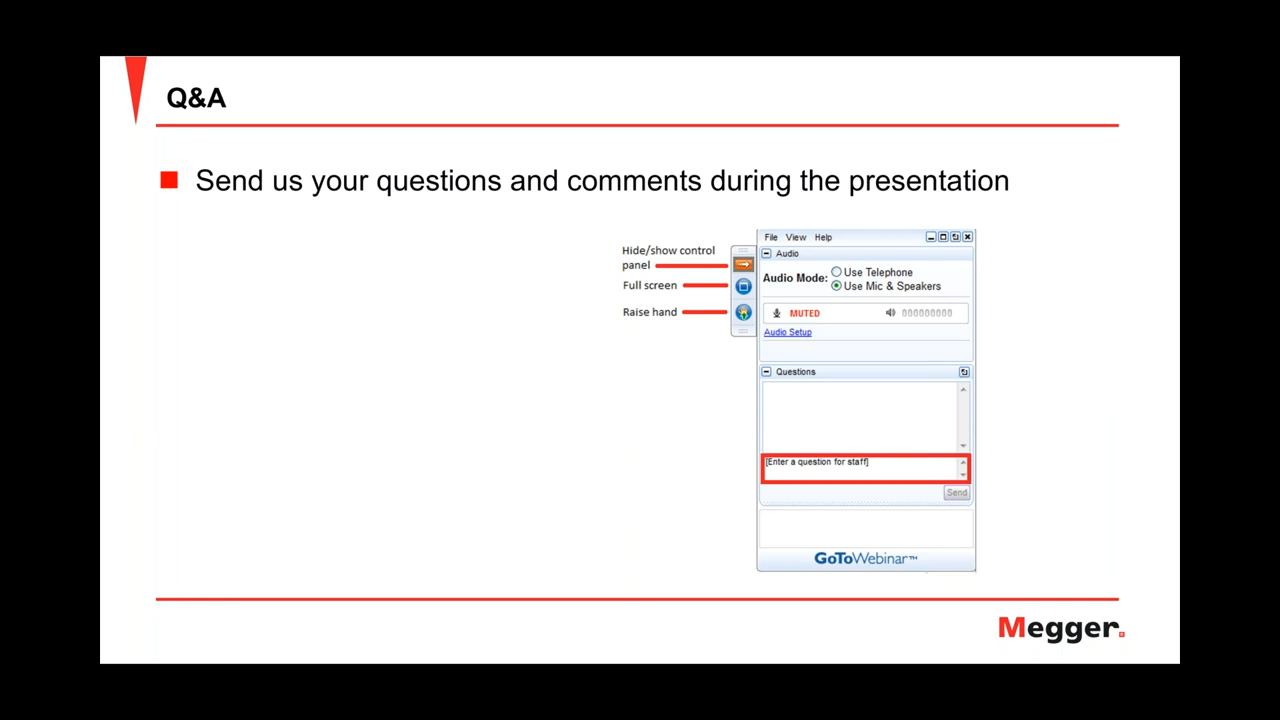 Q&A
Send us your questions and comments during the presentation
Hide/show control
panel
Full screen
Raise hand
File View Help
Audio
Audio Mode:
Use Telephone
Use Mic & Speakers
MUTED
000000000
Audio Setup
Questions
[Enter a question for staff]
Send
GoToWebinar™
Megger.